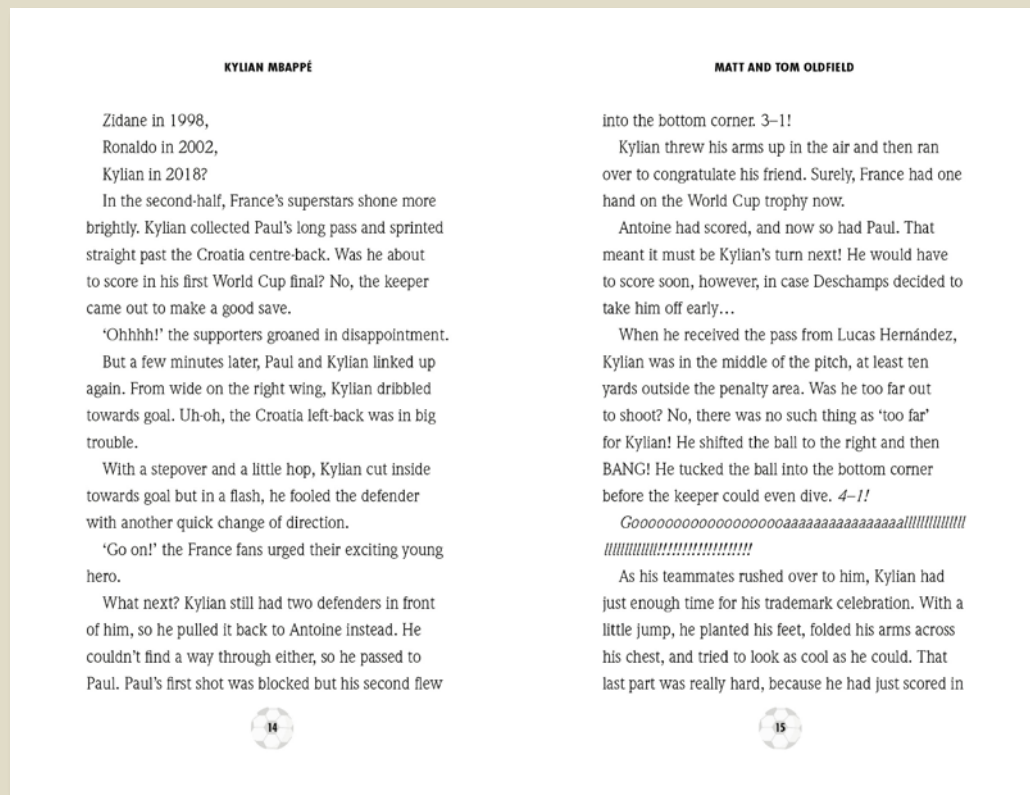 KYLIAN MBAPPÉ
Zidane in 1998,
Ronaldo in 2002,
Kylian in 2018?
In the second-half, France's superstars shone more
brightly. Kylian collected Paul's long pass and sprinted
straight past the Croatia centre-back. Was he about
to score in his first World Cup final? No, the keeper
came out to make a good save.
'Ohhhh!' the supporters groaned in disappointment.
But a few minutes later, Paul and Kylian linked up
again. From wide on the right wing, Kylian dribbled
towards goal. Uh-oh, the Croatia left-back was in big
trouble.
With a stepover and a little hop, Kylian cut inside
towards goal but in a flash, he fooled the defender
with another quick change of direction.
'Go on!' the France fans urged their exciting young
hero.
What next? Kylian still had two defenders in front
of him, so he pulled it back to Antoine instead. He
couldn't find a way through either, so he passed to
Paul. Paul's first shot was blocked but his second flew
14
MATT AND TOM OLDFIELD
into the bottom corner. 3–1!
Kylian threw his arms up in the air and then ran
over to congratulate his friend. Surely, France had one
hand on the World Cup trophy now.
Antoine had scored, and now so had Paul. That
meant it must be Kylian's turn next! He would have
to score soon, however, in case Deschamps decided to
take him off early…
When he received the pass from Lucas Hernández,
Kylian was in the middle of the pitch, at least ten
yards outside the penalty area. Was he too far out
to shoot? No, there was no such thing as 'too far'
for Kylian! He shifted the ball to the right and then
BANG! He tucked the ball into the bottom corner
before the keeper could even dive. 4–1!
Goooooooooooooooooooaaaaaaaaaaaaaaaallllllllllllllll
lllllllllllll!!!!!!!!!!!!!!!!!!!
As his teammates rushed over to him, Kylian had
just enough time for his trademark celebration. With a
little jump, he planted his feet, folded his arms across
his chest, and tried to look as cool as he could. That
last part was really hard, because he had just scored in
15